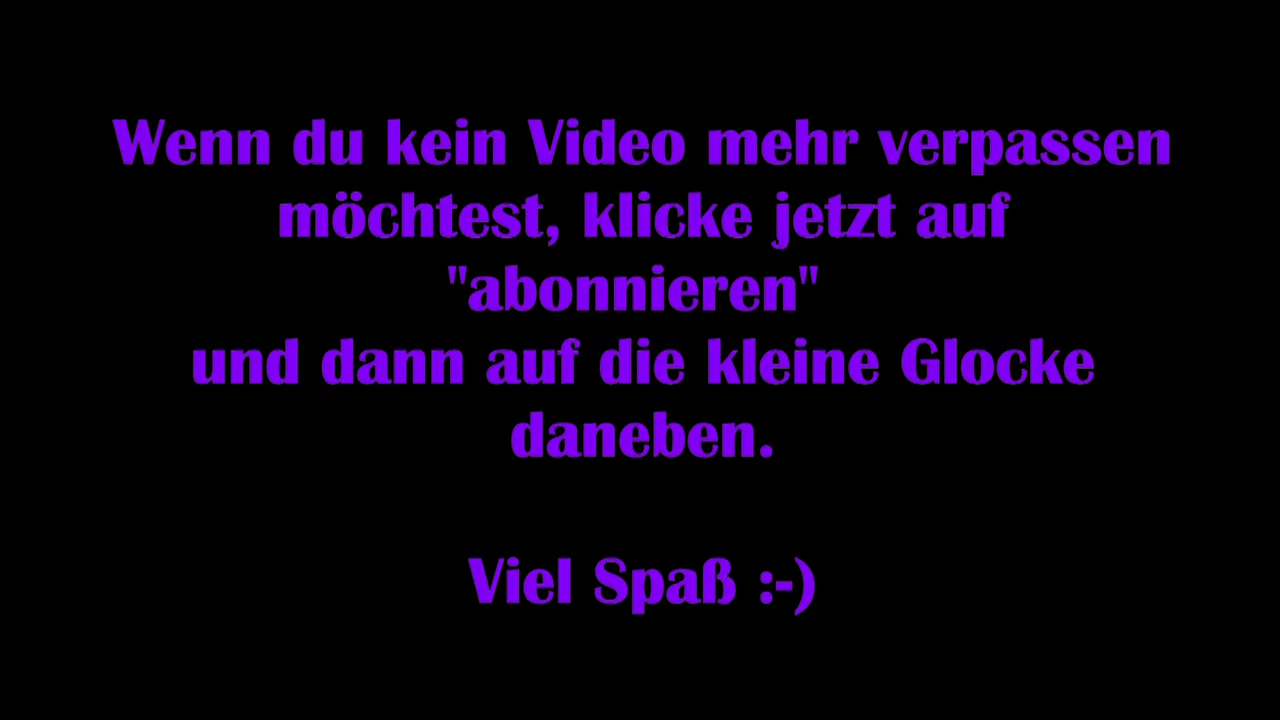 Wenn du kein Video mehr verpassen
möchtest, klicke jetzt auf
"abonnieren"
und dann auf die kleine Glocke
daneben.
Viel Spaß :-)